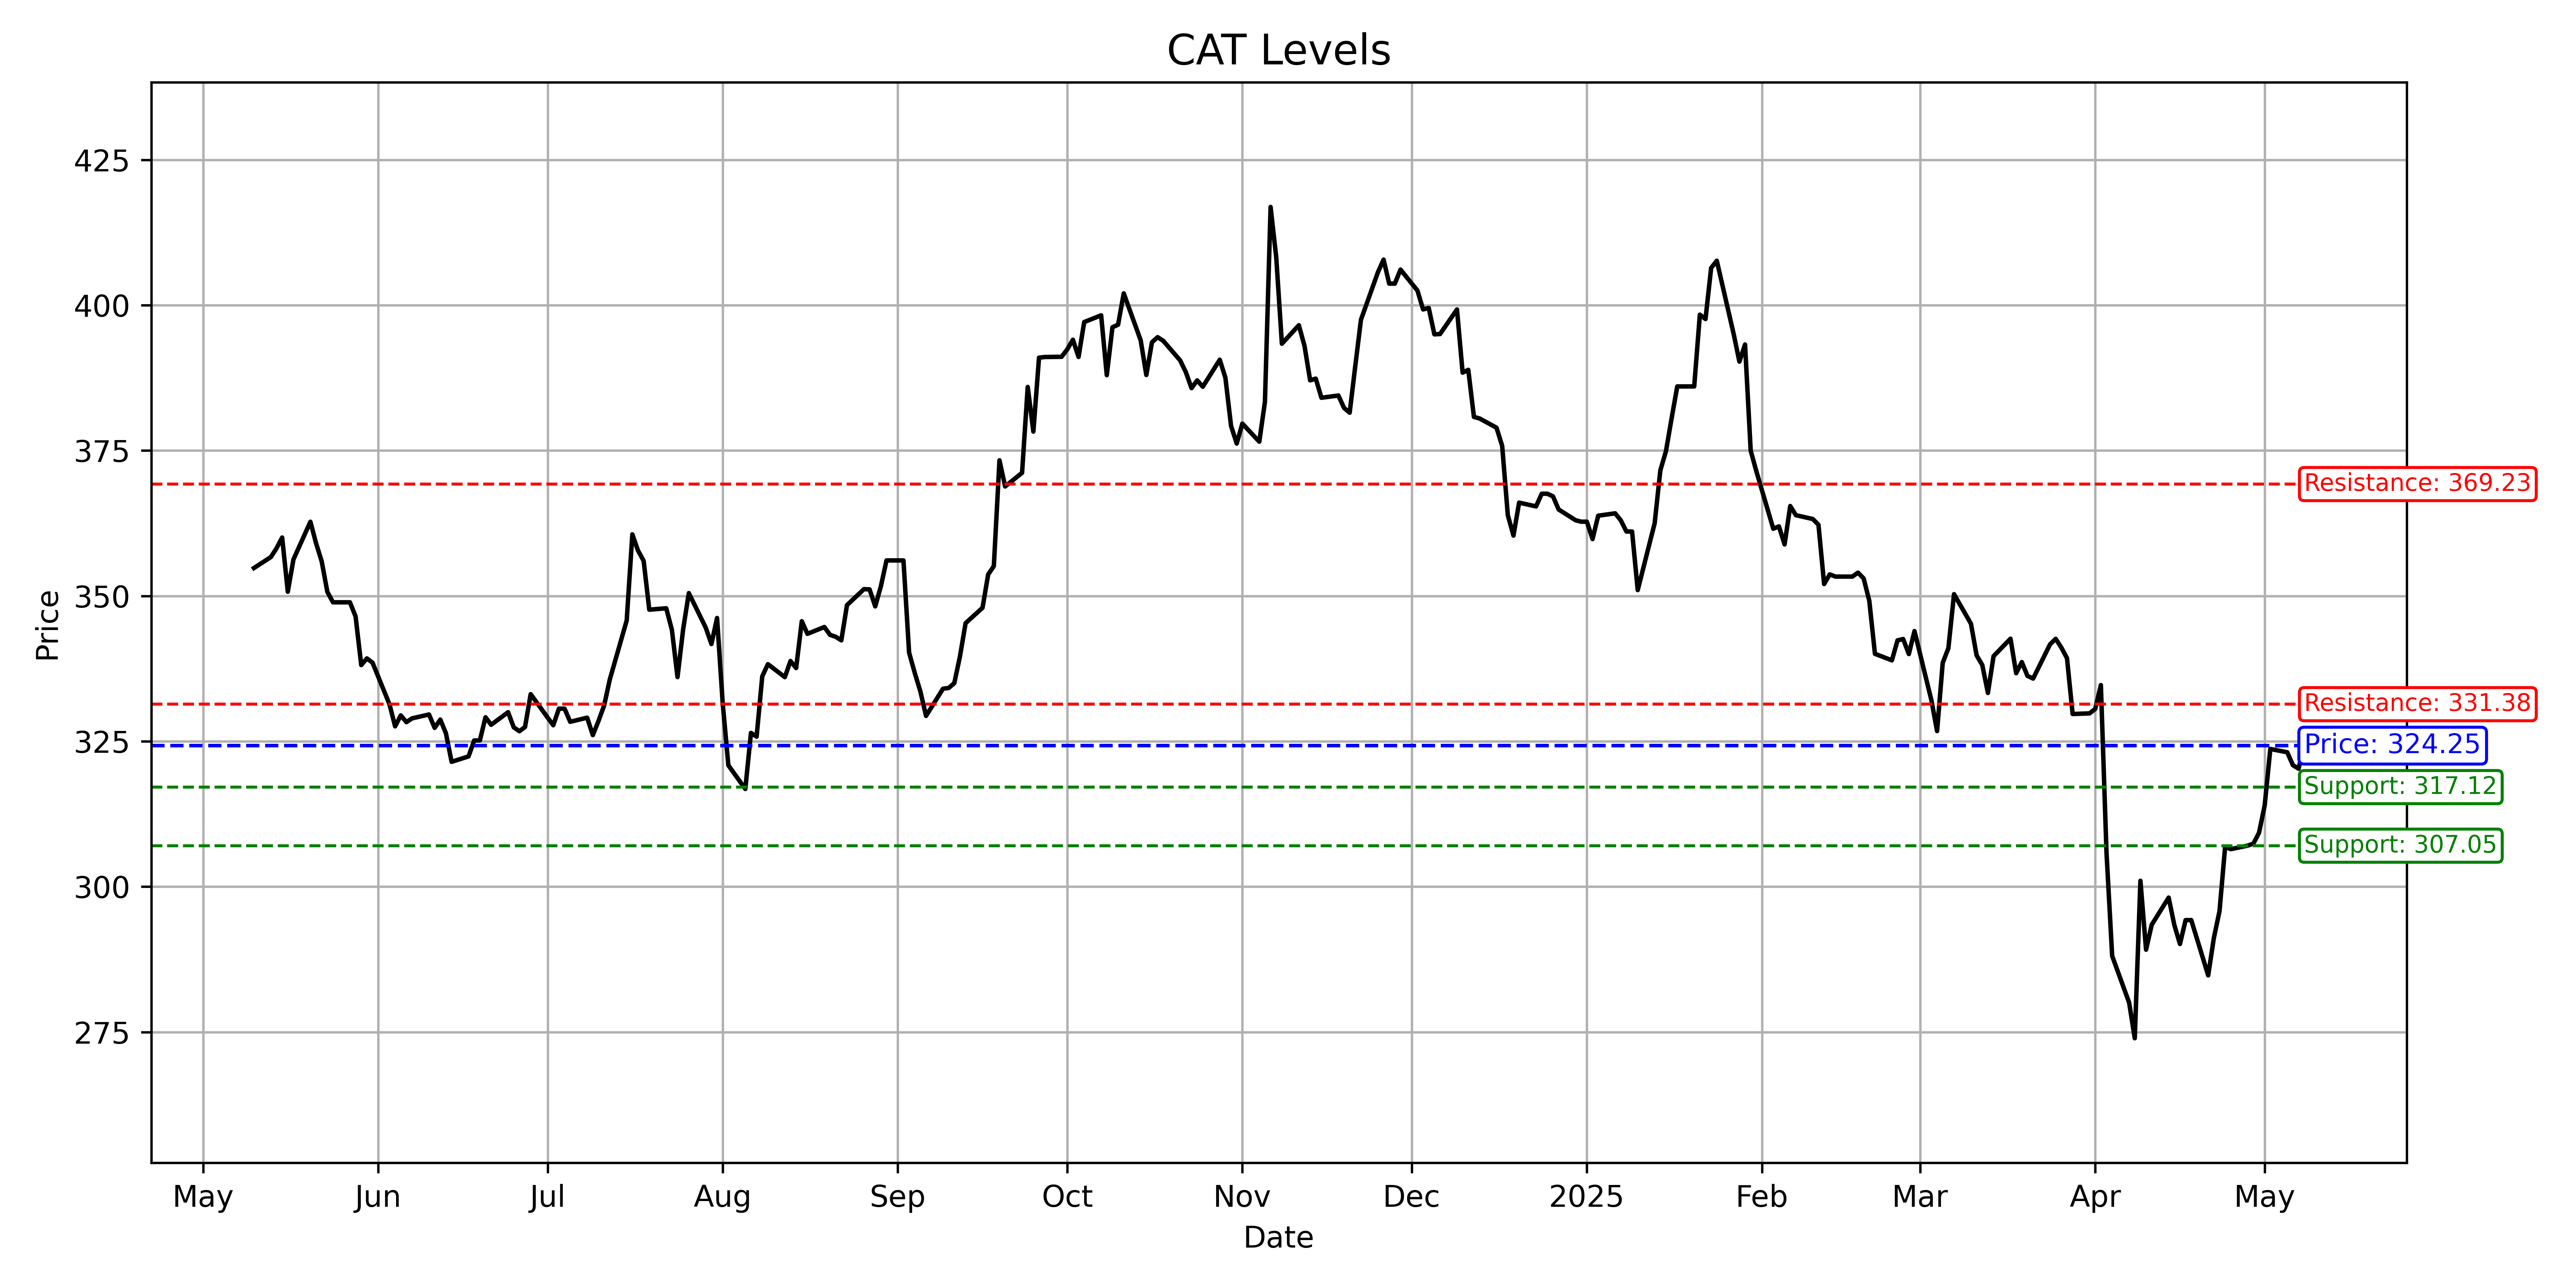 CAT Levels
425
400
375
350
325
300
275
Price
Resistance: 369.23
Resistance: 331.38
Price: 324.25
Support: 317.12
Support: 307.05
May Jun Jul Aug Sep Oct Nov Dec 2025 Feb Mar Apr May
Date